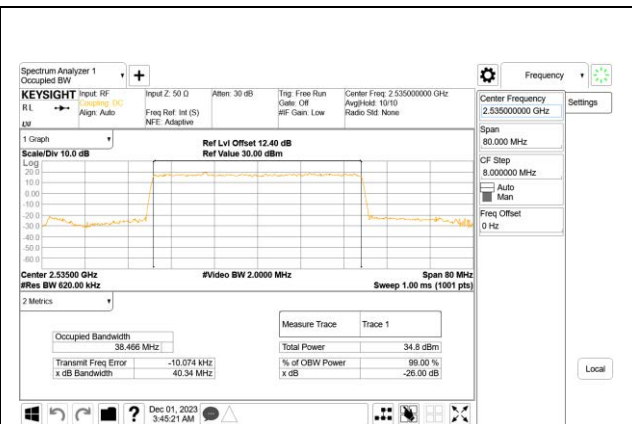 Spectrum Analyzer 1
Occupied BW
Frequency
KEYSIGHT
RL
Input: RF
Coupling: DC
Align: Auto
Input Z: 50 Ω
Freq Ref: Int (S)
NFE: Adaptive
Atten: 30 dB
Trig: Free Run
Gate: Off
#IF Gain: Low
Center Freq: 2.535000000 GHz
Avg|Hold: 10/10
Radio Std: None
Center Frequency
2.535000000 GHz
Settings
Span
80.000 MHz
CF Step
8.000000 MHz
Auto
Man
Freq Offset
0 Hz
1 Graph
Scale/Div 10.0 dB
Ref Lvl Offset 12.40 dB
Ref Value 30.00 dBm
Log
20.0
10.0
0.00
-10.0
-20.0
-30.0
-40.0
-50.0
-60.0
Center 2.53500 GHz
#Res BW 620.00 kHz
#Video BW 2.0000 MHz
Span 80 MHz
Sweep 1.00 ms (1001 pts)
2 Metrics
Measure Trace
Trace 1
Occupied Bandwidth
38.466 MHz
Total Power
34.8 dBm
Transmit Freq Error
-10.074 kHz
% of OBW Power
99.00 %
x dB Bandwidth
40.34 MHz
x dB
-26.00 dB
Local
?
Dec 01, 2023
3:45:21 AM